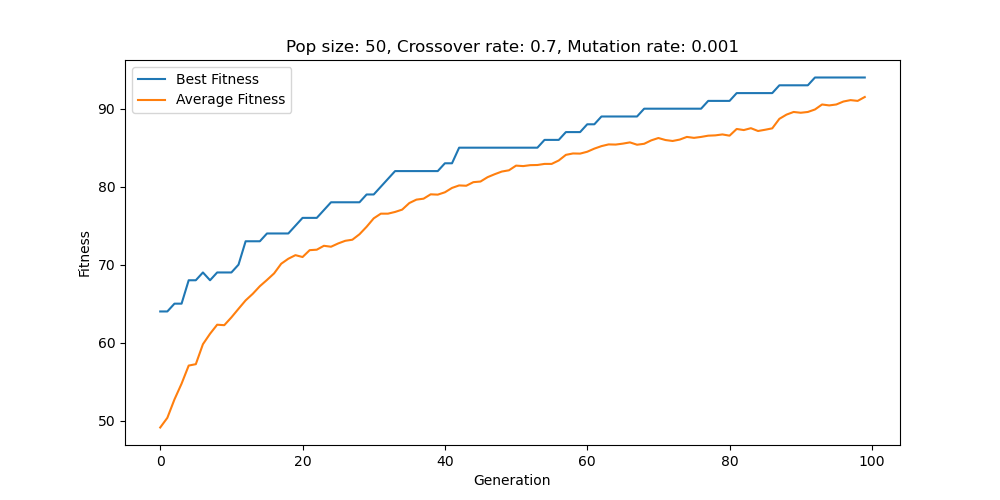 Pop size: 50, Crossover rate: 0.7, Mutation rate: 0.001
Best Fitness
Average Fitness
90
80
70
60
50
Fitness
0 20 40 60 80 100
Generation